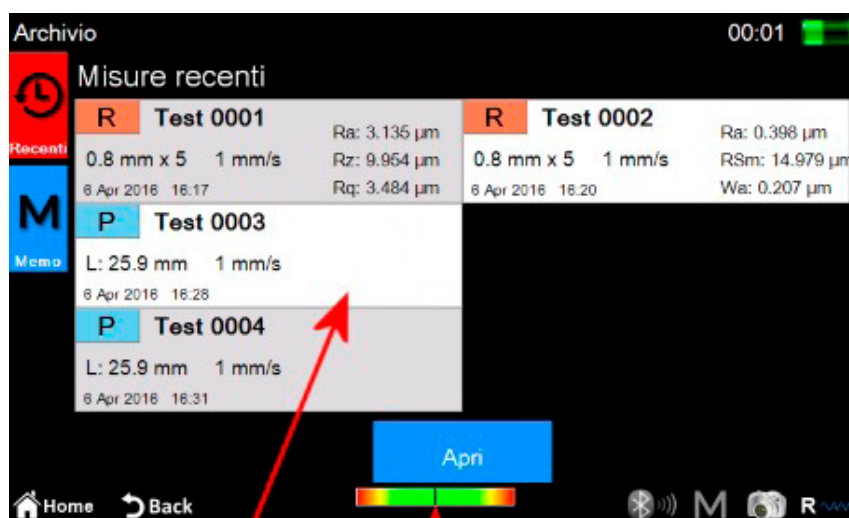 Archivio 00:01
Recenti
Misure recenti
R Test 0001
0.8 mm x 5 1 mm/s
6 Apr 2016 16:17
Ra: 3.135 µm
Rz: 9.954 µm
Rq: 3.484 µm
R Test 0002
0.8 mm x 5 1 mm/s
6 Apr 2016 16:20
Ra: 0.398 µm
RSm: 14.979 µm
Wa: 0.207 µm
M
Memo
P Test 0003
L: 25.9 mm 1 mm/s
6 Apr 2016 16:28
P Test 0004
L: 25.9 mm 1 mm/s
6 Apr 2016 16:31
Apri
Home Back M R